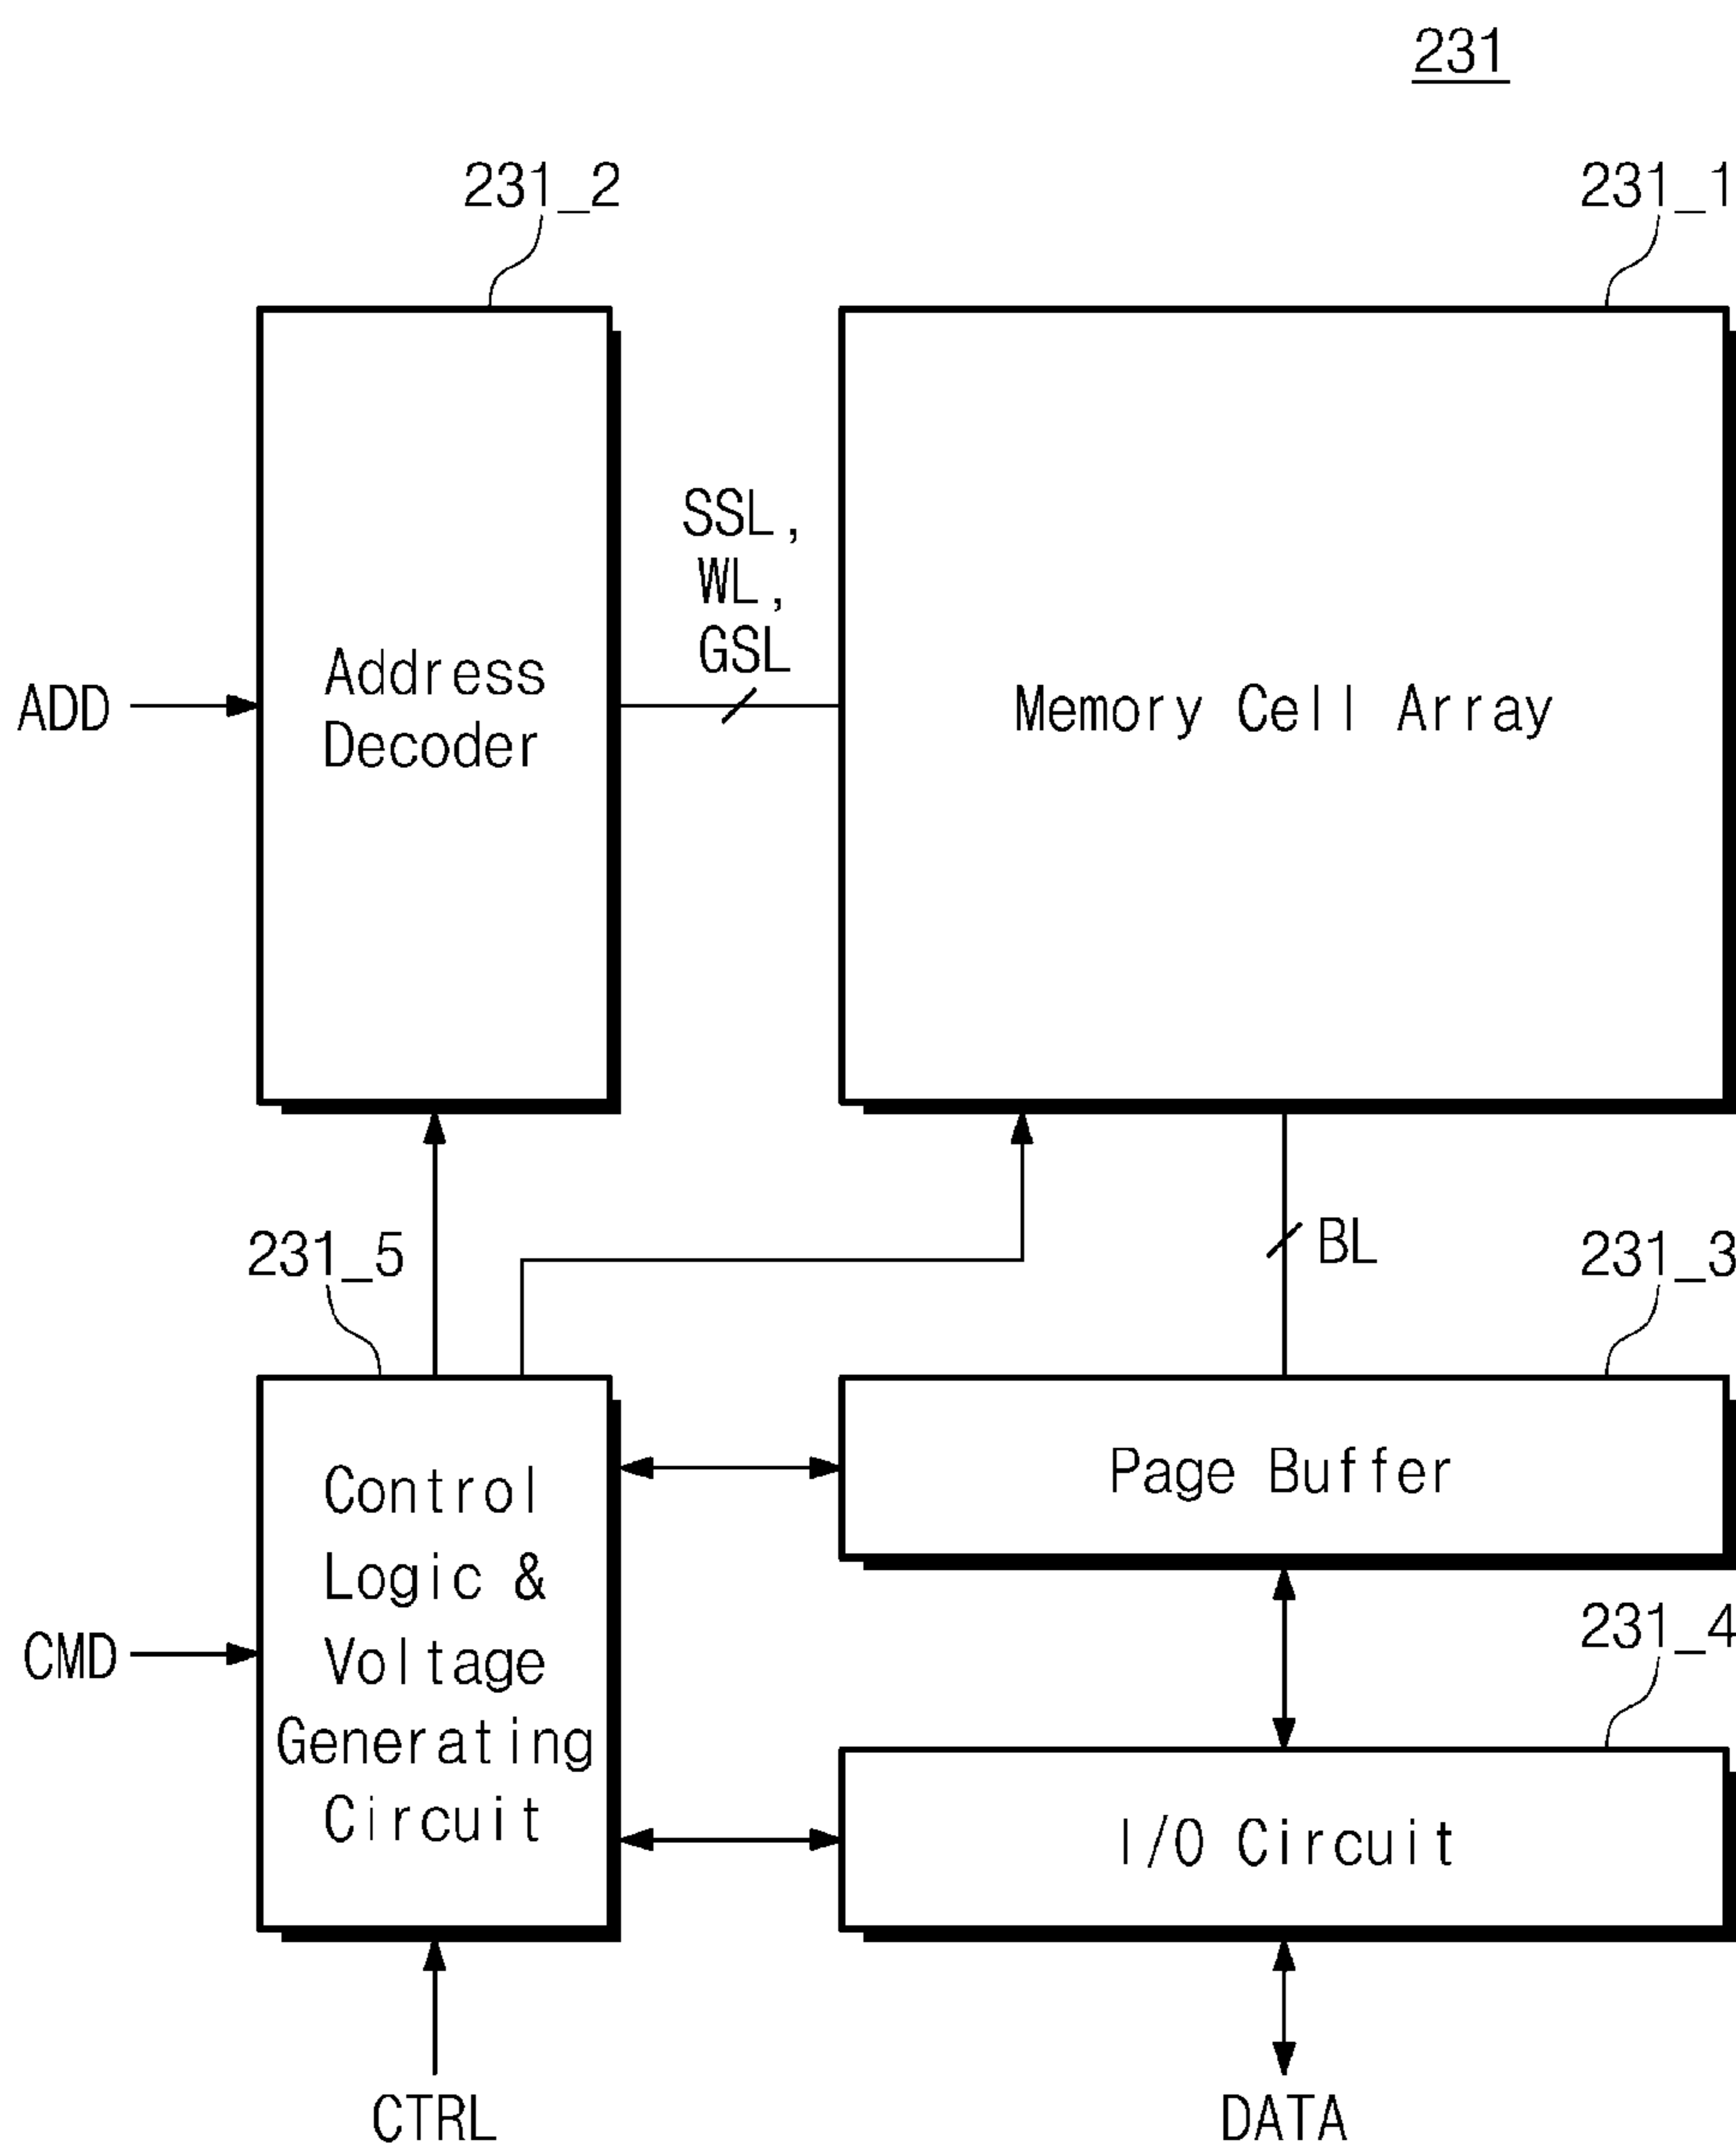 231
231_2
231_1
SSL,
WL,
GSL
ADD
Address
Decoder
Memory Cell Array
231_5
BL
231_3
Control
Logic &
Voltage
Generating
Circuit
Page Buffer
CMD
231_4
I/O Circuit
CTRL
DATA